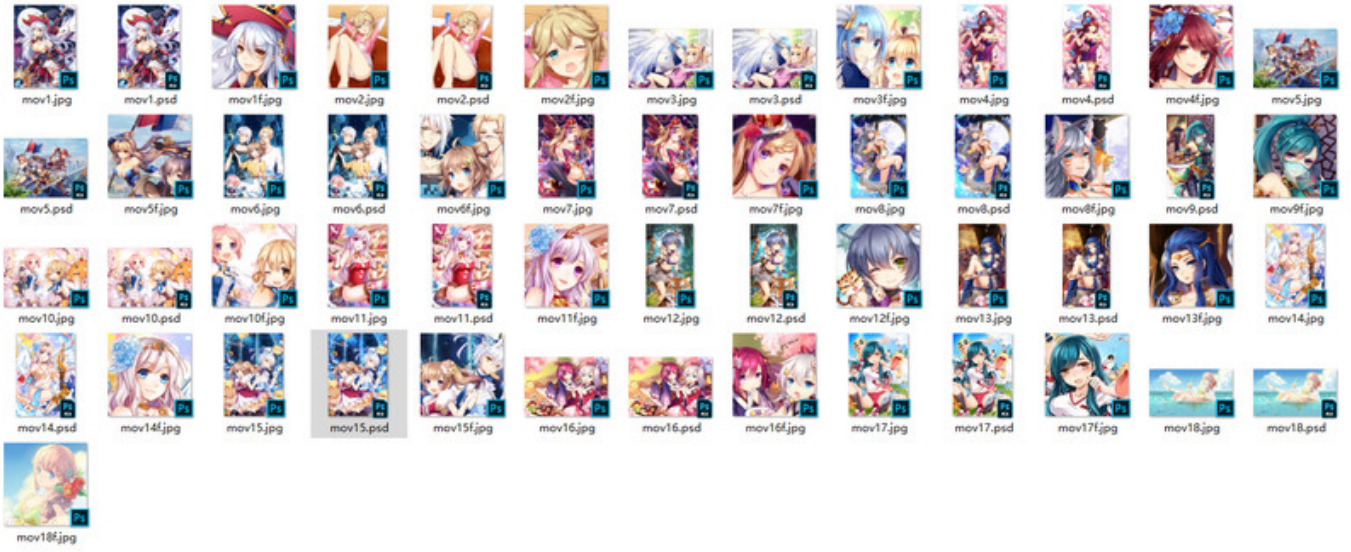 mov1.jpg mov1.psd mov1f.jpg mov2.jpg mov2.psd mov2f.jpg mov3.jpg mov3.psd mov3f.jpg mov4.jpg mov4.psd mov4f.jpg mov5.jpg
mov5.psd mov5f.jpg mov6.jpg mov6.psd mov6f.jpg mov7.jpg mov7.psd mov7f.jpg mov8.jpg mov8.psd mov8f.jpg mov9.psd mov9f.jpg
mov10.jpg mov10.psd mov10f.jpg mov11.jpg mov11.psd mov11f.jpg mov12.jpg mov12.psd mov12f.jpg mov13.jpg mov13.psd mov13f.jpg mov14.jpg
mov14.psd mov14f.jpg mov15.jpg mov15.psd mov15f.jpg mov16.jpg mov16.psd mov16f.jpg mov17.jpg mov17.psd mov17f.jpg mov18.jpg mov18.psd
mov18f.jpg